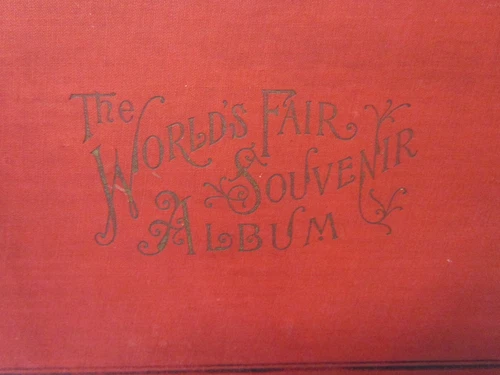 The
World's Fair
Souvenir
Album